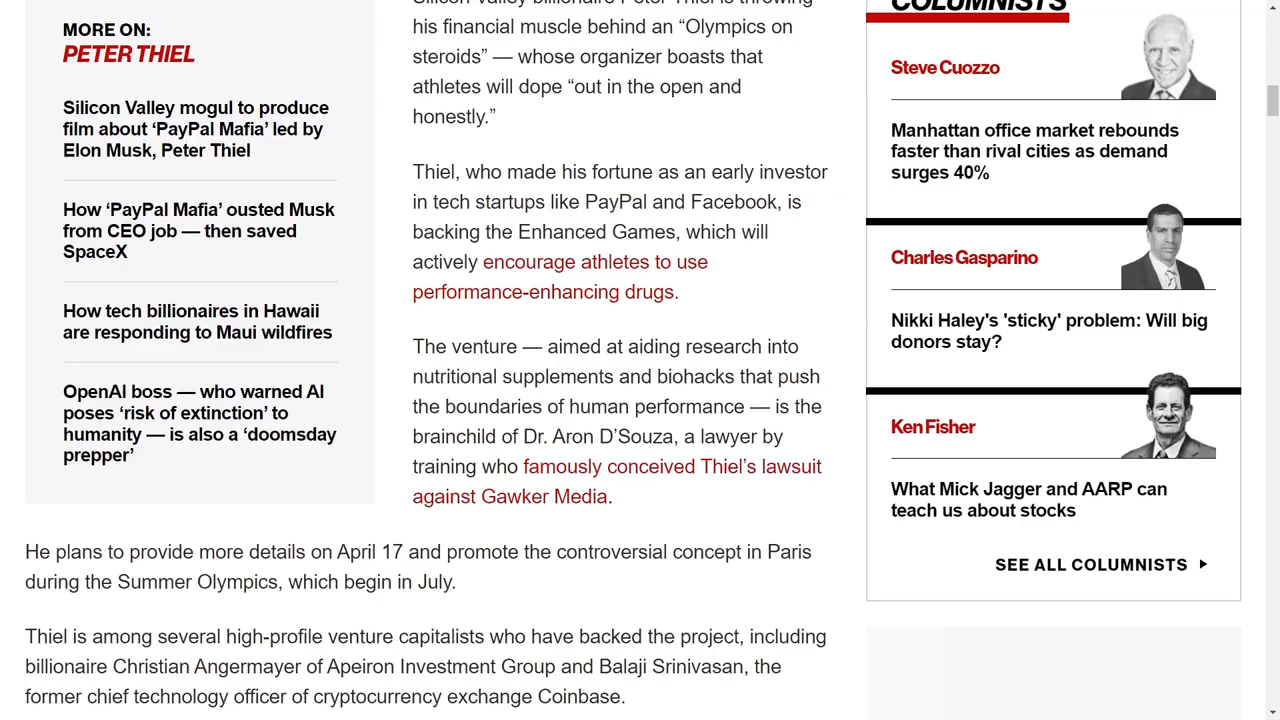 MORE ON:
PETER THIEL
Silicon Valley mogul to produce
film about ‘PayPal Mafia’ led by
Elon Musk, Peter Thiel
How ‘PayPal Mafia’ ousted Musk
from CEO job — then saved
SpaceX
How tech billionaires in Hawaii
are responding to Maui wildfires
OpenAI boss — who warned AI
poses ‘risk of extinction’ to
humanity — is also a ‘doomsday
prepper’
Silicon Valley billionaire Peter Thiel is throwing
his financial muscle behind an “Olympics on
steroids” — whose organizer boasts that
athletes will dope “out in the open and
honestly.”
Thiel, who made his fortune as an early investor
in tech startups like PayPal and Facebook, is
backing the Enhanced Games, which will
actively encourage athletes to use
performance-enhancing drugs.
The venture — aimed at aiding research into
nutritional supplements and biohacks that push
the boundaries of human performance — is the
brainchild of Dr. Aron D’Souza, a lawyer by
training who famously conceived Thiel’s lawsuit
against Gawker Media.
He plans to provide more details on April 17 and promote the controversial concept in Paris
during the Summer Olympics, which begin in July.
Thiel is among several high-profile venture capitalists who have backed the project, including
billionaire Christian Angermayer of Apeiron Investment Group and Balaji Srinivasan, the
former chief technology officer of cryptocurrency exchange Coinbase.
COLUMNISTS
Steve Cuozzo
Manhattan office market rebounds
faster than rival cities as demand
surges 40%
Charles Gasparino
Nikki Haley's 'sticky' problem: Will big
donors stay?
Ken Fisher
What Mick Jagger and AARP can
teach us about stocks
SEE ALL COLUMNISTS